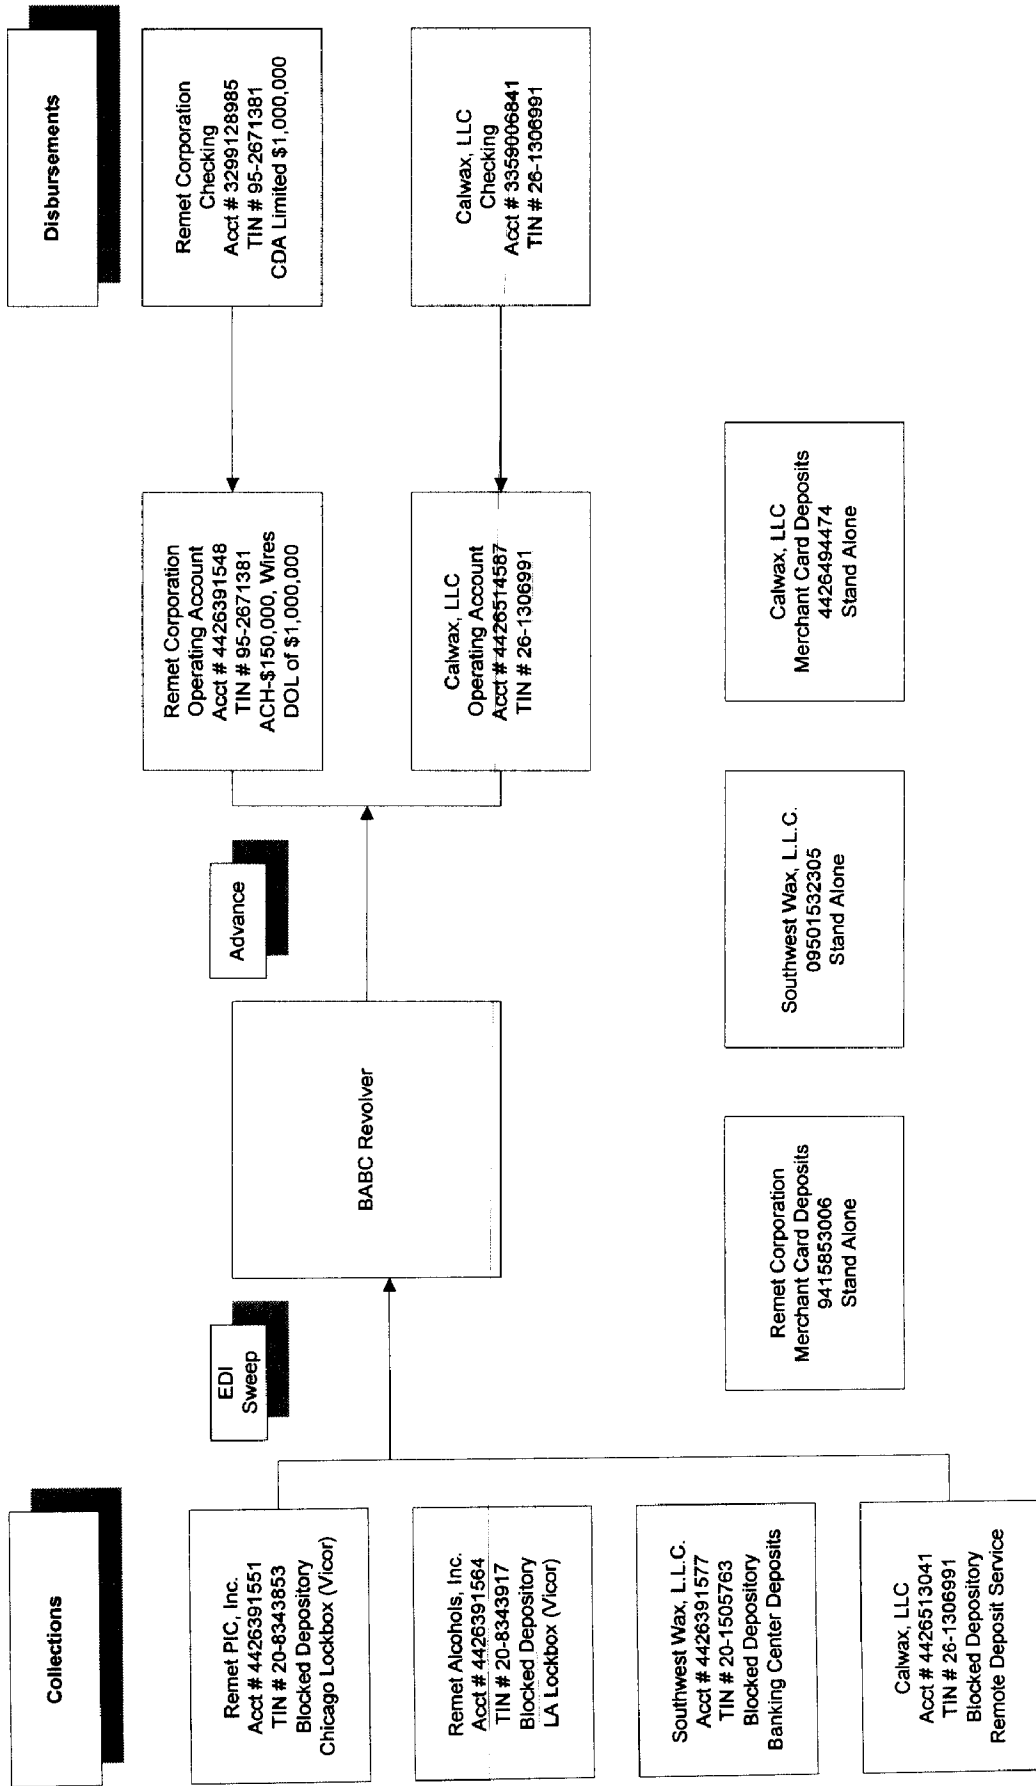 Collections
Remet PIC, Inc.
Acct # 4426391551
TIN # 20-8343853
Blocked Depository
Chicago Lockbox (Vicor)
Remet Alcohols, Inc.
Acct # 4426391564
TIN # 20-8343917
Blocked Depository
LA Lockbox (Vicor)
Southwest Wax, L.L.C.
Acct # 4426391577
TIN # 20-1505763
Blocked Depository
Banking Center Deposits
Calwax, LLC
Acct # 4426513041
TIN # 26-1306991
Blocked Depository
Remote Deposit Service
EDI
Sweep
BABC Revolver
Advance
Remet Corporation
Operating Account
Acct # 4426391548
TIN # 95-2671381
ACH-$150,000, Wires
DOL of $1,000,000
Calwax, LLC
Operating Account
Acct # 4426514587
TIN # 26-1306991
Disbursements
Remet Corporation
Checking
Acct # 3299128985
TIN # 95-2671381
CDA Limited $1,000,000
Calwax, LLC
Checking
Acct # 3359006841
TIN # 26-1306991
Remet Corporation
Merchant Card Deposits
9415853006
Stand Alone
Southwest Wax, L.L.C.
09501532305
Stand Alone
Calwax, LLC
Merchant Card Deposits
4426494474
Stand Alone